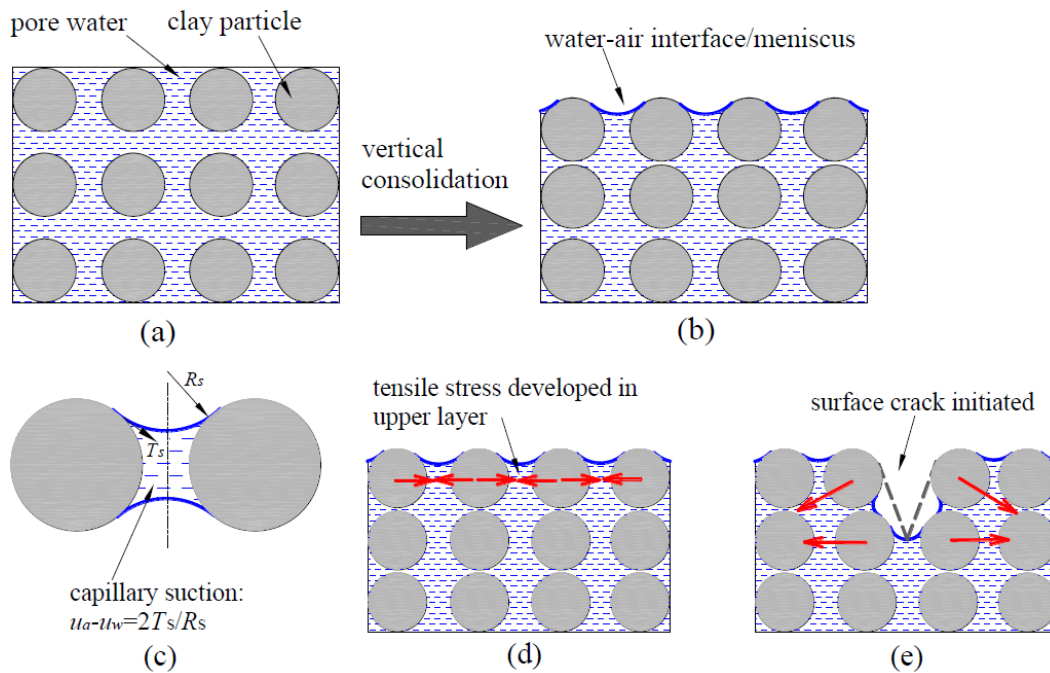 pore water
clay particle
(a)
vertical
consolidation
water-air interface/meniscus
(b)
Rs
Ts
capillary suction:
ua-uw=2Ts/Rs
(c)
tensile stress developed in
upper layer
(d)
surface crack initiated
(e)